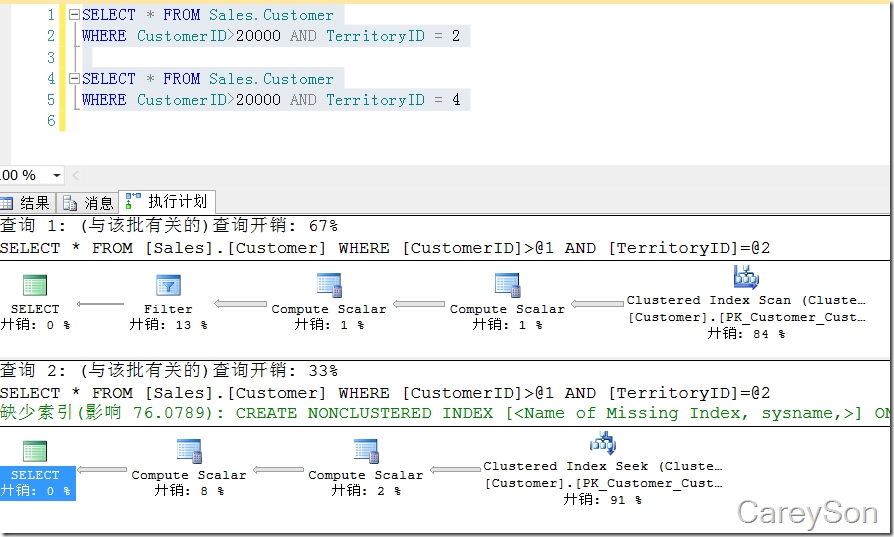 1 SELECT * FROM Sales.Customer
2 WHERE CustomerID>20000 AND TerritoryID = 2
3
4 SELECT * FROM Sales.Customer
5 WHERE CustomerID>20000 AND TerritoryID = 4
6
.00 %
结果 消息 执行计划
查询 1: (与该批有关的)查询开销: 67%
SELECT * FROM [Sales].[Customer] WHERE [CustomerID]>@1 AND [TerritoryID]=@2
SELECT
开销: 0 %
Filter
开销: 13 %
Compute Scalar
开销: 1 %
Compute Scalar
开销: 1 %
Clustered Index Scan (Cluste…
[Customer].[PK_Customer_Cust…
开销: 84 %
查询 2: (与该批有关的)查询开销: 33%
SELECT * FROM [Sales].[Customer] WHERE [CustomerID]>@1 AND [TerritoryID]=@2
缺少索引(影响 76.0789): CREATE NONCLUSTERED INDEX [<Name of Missing Index, sysname,>] ON
SELECT
开销: 0 %
Compute Scalar
开销: 8 %
Compute Scalar
开销: 2 %
Clustered Index Seek (Cluste…
[Customer].[PK_Customer_Cust…
开销: 91 %
CareySon